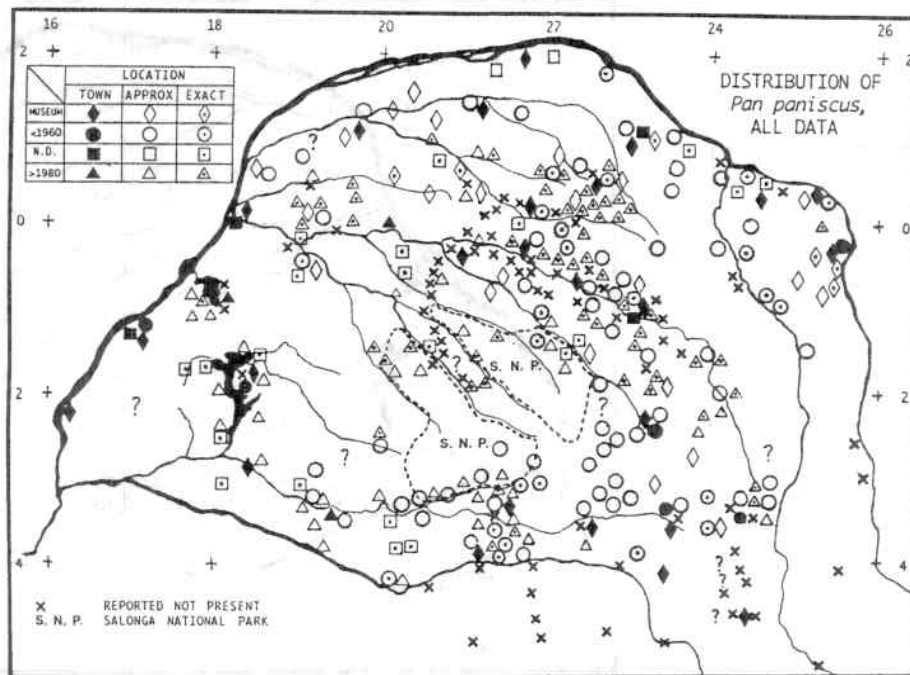 16 18 20 22 24 26
2 2
LOCATION
TOWN APPROX EXACT
MUSEUM
<1960
N.D.
>1980
DISTRIBUTION OF
Pan paniscus,
ALL DATA
?
0 0
?
S. N. P.
2 2
?
?
?
S. N. P.
?
?
4 4
?
?
?
× REPORTED NOT PRESENT
S. N. P. SALONGA NATIONAL PARK